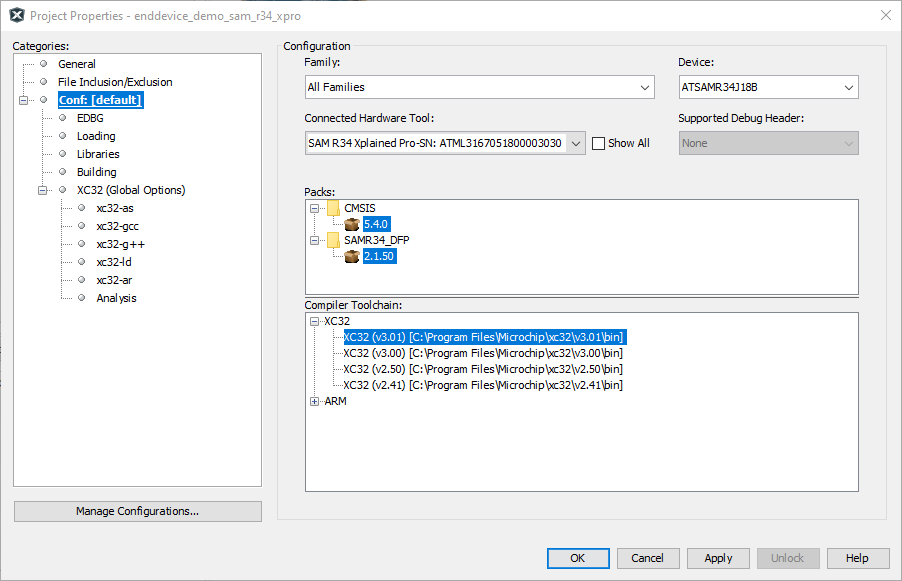 Project Properties - enddevice_demo_sam_r34_xpro
Categories:
General
File Inclusion/Exclusion
Conf: [default]
EDBG
Loading
Libraries
Building
XC32 (Global Options)
xc32-as
xc32-gcc
xc32-g++
xc32-ld
xc32-ar
Analysis
Manage Configurations...
Configuration
Family:
All Families
Device:
ATSAMR34J18B
Connected Hardware Tool:
SAM R34 Xplained Pro-SN: ATML3167051800003030
Show All
Supported Debug Header:
None
Packs:
CMSIS
5.4.0
SAMR34_DFP
2.1.50
Compiler Toolchain:
XC32
XC32 (v3.01) [C:\Program Files\Microchip\xc32\v3.01\bin]
XC32 (v3.00) [C:\Program Files\Microchip\xc32\v3.00\bin]
XC32 (v2.50) [C:\Program Files\Microchip\xc32\v2.50\bin]
XC32 (v2.41) [C:\Program Files\Microchip\xc32\v2.41\bin]
ARM
OK
Cancel
Apply
Unlock
Help